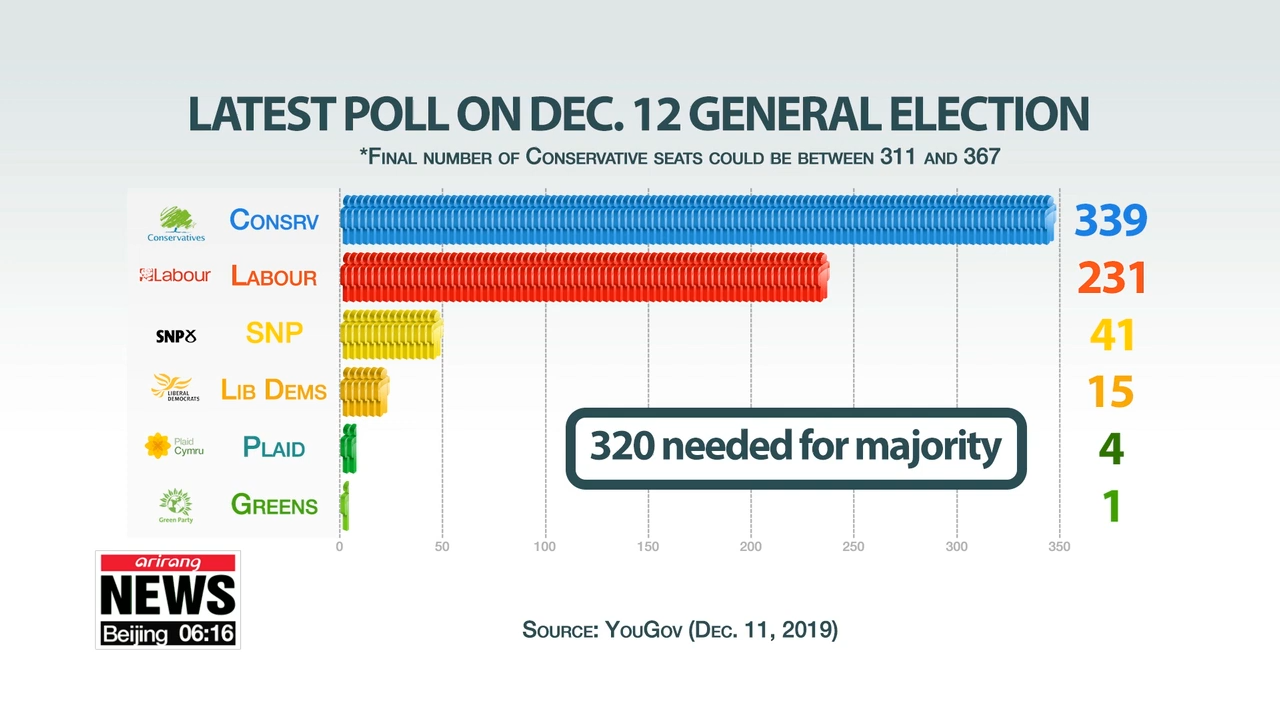 LATEST POLL ON DEC. 12 GENERAL ELECTION
*FINAL NUMBER OF CONSERVATIVE SEATS COULD BE BETWEEN 311 AND 367
Conservatives CONSRV 339
Labour LABOUR 231
SNP SNP 41
LIBERAL DEMOCRATS LIB DEMS 15
Plaid Cymru PLAID 4
Green Party GREENS 1
320 needed for majority
0 50 100 150 200 250 300 350
arirang
NEWS
Beijing 06:16
SOURCE: YOUGOV (DEC. 11, 2019)